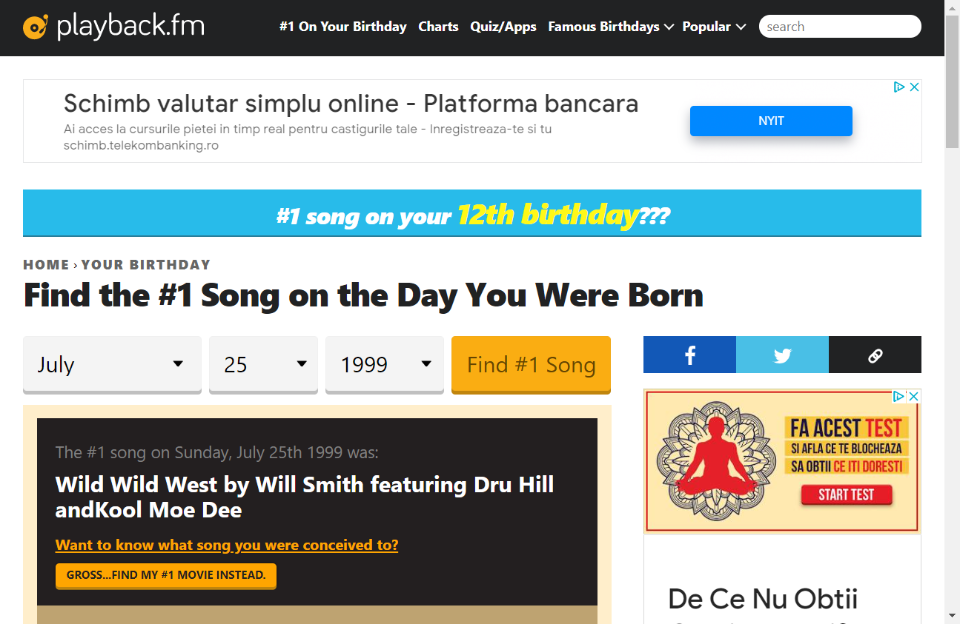 playback.fm
#1 On Your Birthday Charts Quiz/Apps Famous Birthdays Popular search
Schimb valutar simplu online - Platforma bancara
Ai acces la cursurile pietei in timp real pentru castigurile tale - Inregistreaza-te si tu
schimb.telekombanking.ro
NYIT
#1 song on your 12th birthday???
HOME › YOUR BIRTHDAY
Find the #1 Song on the Day You Were Born
July 25 1999 Find #1 Song
The #1 song on Sunday, July 25th 1999 was:
Wild Wild West by Will Smith featuring Dru Hill
andKool Moe Dee
Want to know what song you were conceived to?
GROSS...FIND MY #1 MOVIE INSTEAD.
FA ACEST TEST
SI AFLA CE TE BLOCHEAZA
SA OBTII CE ITI DORESTI
START TEST
De Ce Nu Obtii